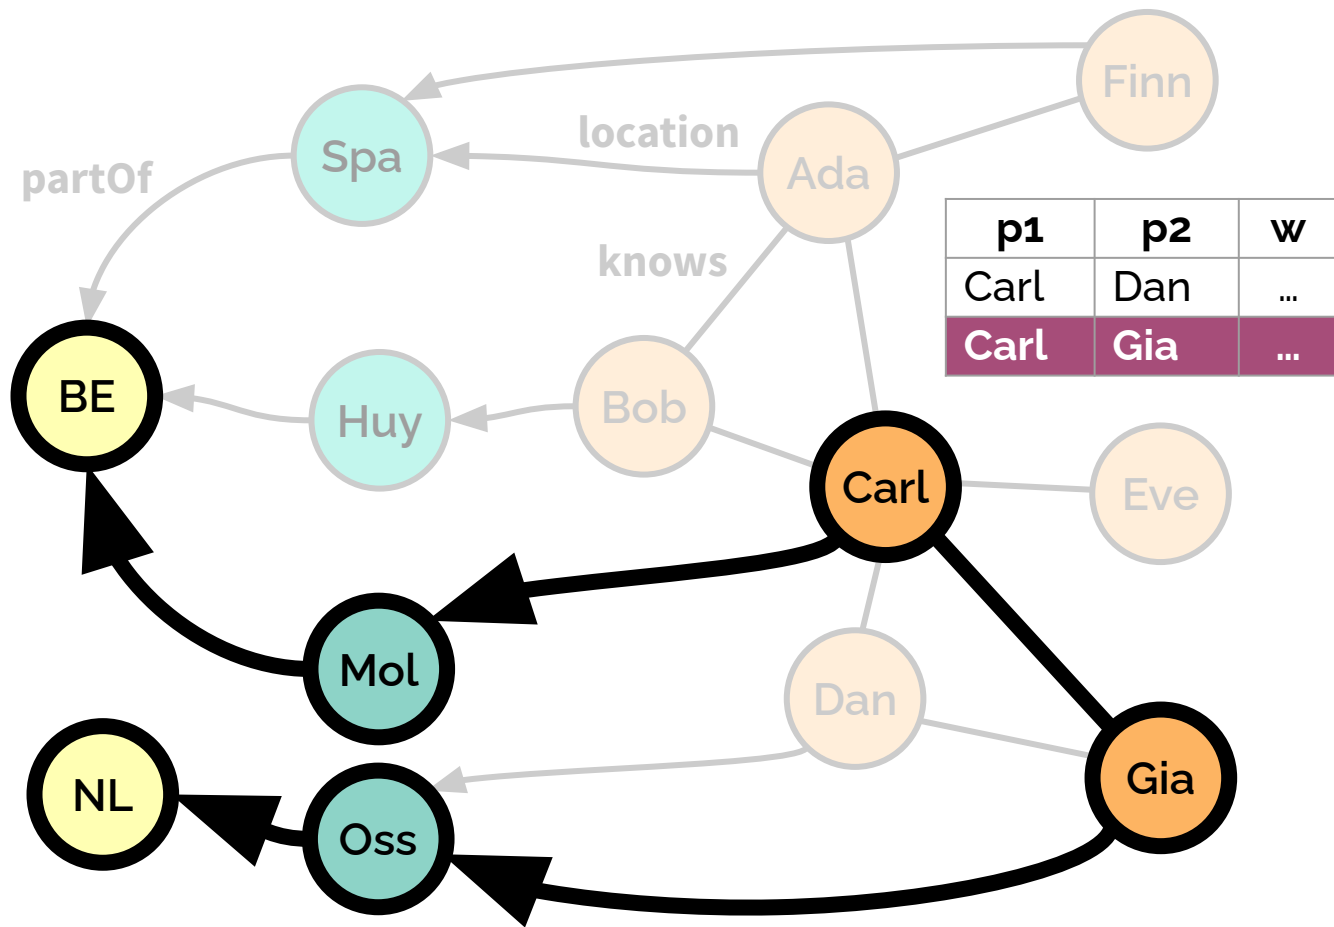 Finn
location
Spa
Ada
partOf
p1 p2 w
knows
Carl Dan ...
Carl Gia ...
BE
Huy
Bob
Carl
Eve
Mol
Dan
Gia
NL
Oss